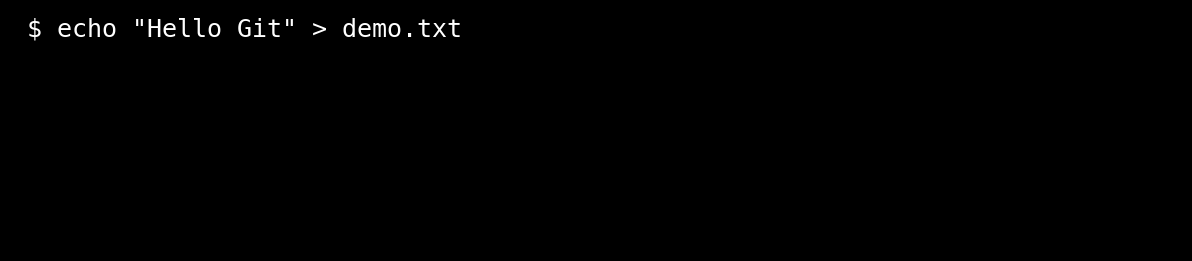 $ echo "Hello Git" > demo.txt